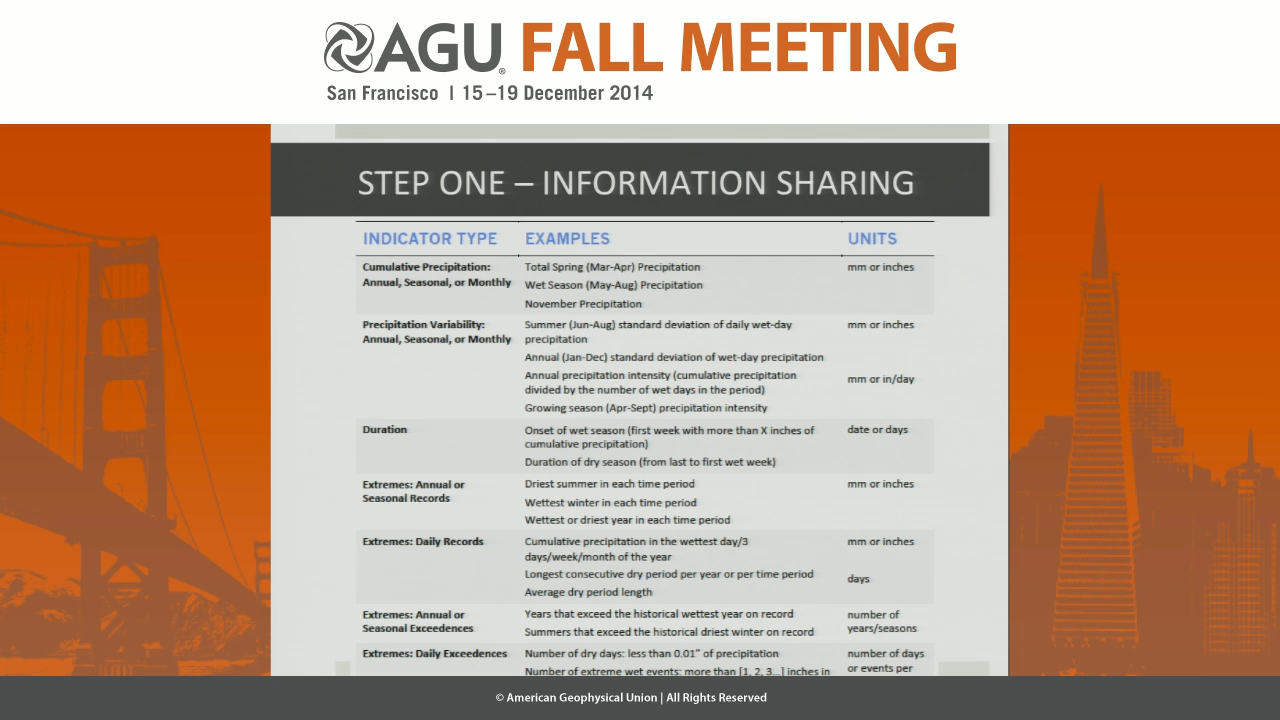 AGU® FALL MEETING
San Francisco | 15–19 December 2014
STEP ONE – INFORMATION SHARING
INDICATOR TYPE EXAMPLES UNITS
Cumulative Precipitation: Total Spring (Mar-Apr) Precipitation mm or inches
Annual, Seasonal, or Monthly Wet Season (May-Aug) Precipitation
November Precipitation
Precipitation Variability: Summer (Jun-Aug) standard deviation of daily wet-day mm or inches
Annual, Seasonal, or Monthly precipitation
Annual (Jan-Dec) standard deviation of wet-day precipitation
Annual precipitation intensity (cumulative precipitation mm or in/day
divided by the number of wet days in the period)
Growing season (Apr-Sept) precipitation intensity
Duration Onset of wet season (first week with more than X inches of date or days
cumulative precipitation)
Duration of dry season (from last to first wet week)
Extremes: Annual or Driest summer in each time period mm or inches
Seasonal Records Wettest winter in each time period
Wettest or driest year in each time period
Extremes: Daily Records Cumulative precipitation in the wettest day/3 mm or inches
days/week/month of the year
Longest consecutive dry period per year or per time period days
Average dry period length
Extremes: Annual or Years that exceed the historical wettest year on record number of
Seasonal Exceedences Summers that exceed the historical driest winter on record years/seasons
Extremes: Daily Exceedences Number of dry days: less than 0.01" of precipitation number of days
Number of extreme wet events: more than [1, 2, 3...] inches in or events per
© American Geophysical Union | All Rights Reserved